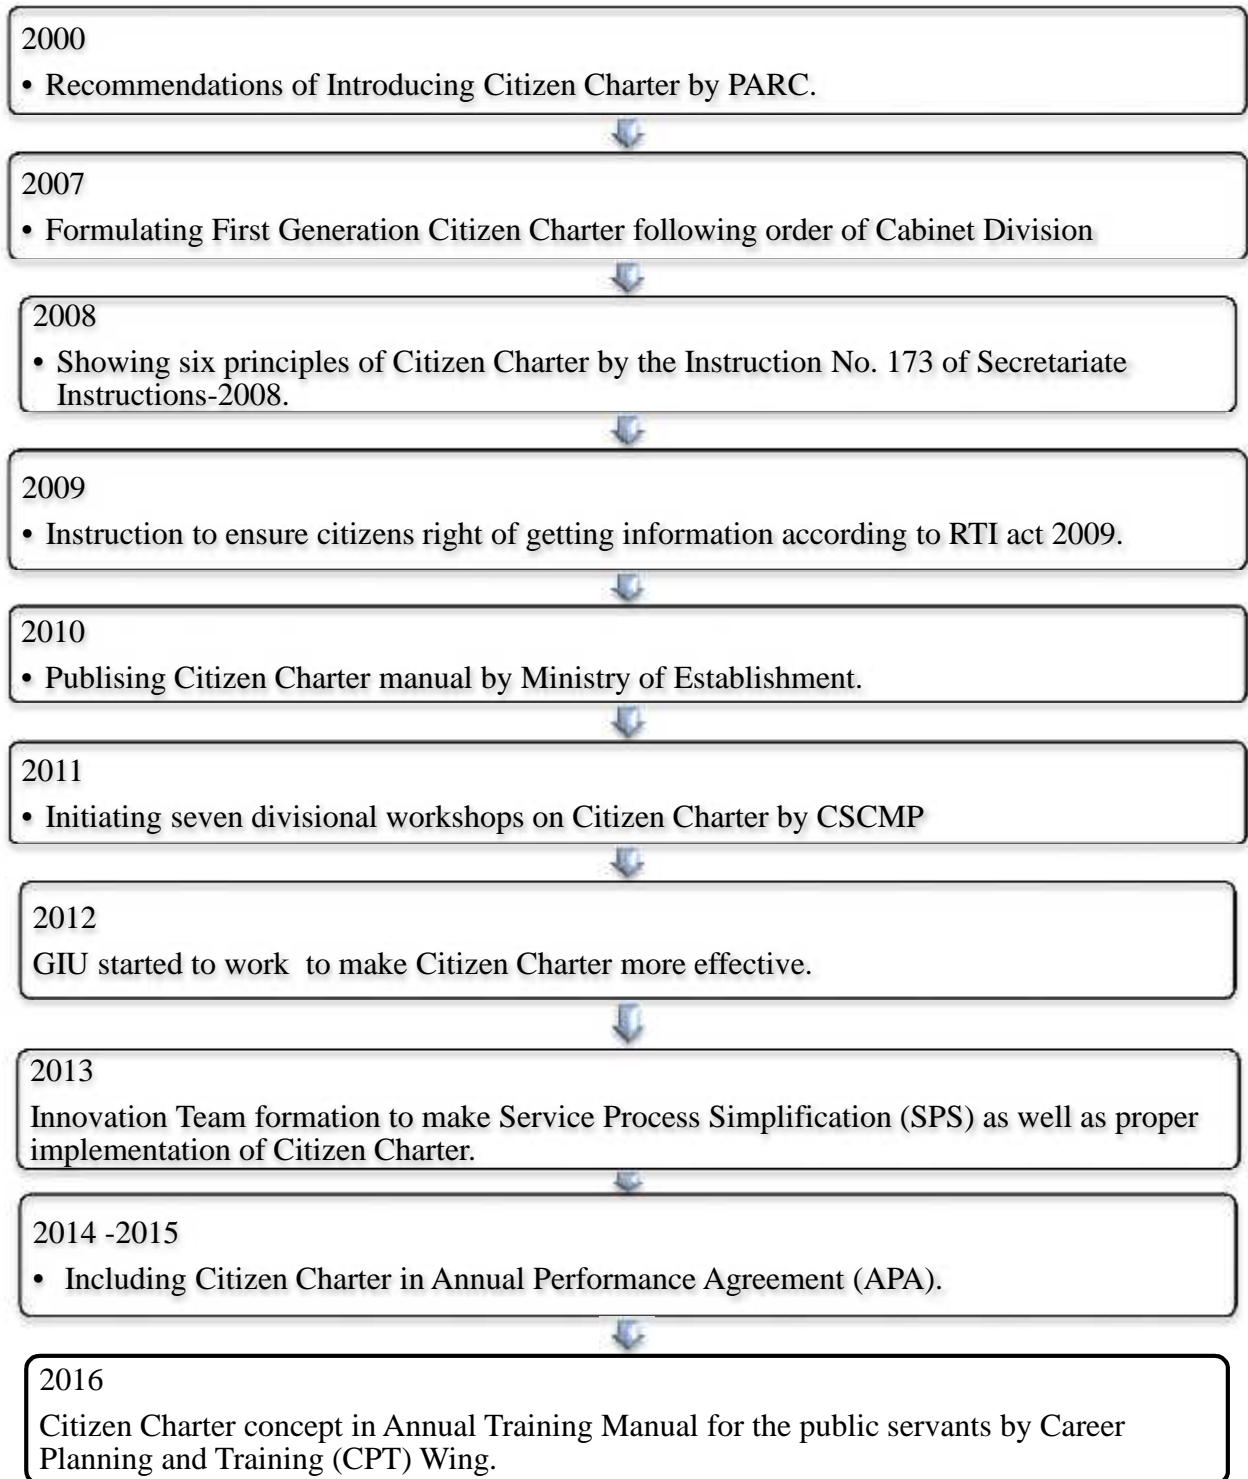 2000
• Recommendations of Introducing Citizen Charter by PARC.
2007
• Formulating First Generation Citizen Charter following order of Cabinet Division
2008
• Showing six principles of Citizen Charter by the Instruction No. 173 of Secretariate
Instructions-2008.
2009
• Instruction to ensure citizens right of getting information according to RTI act 2009.
2010
• Publising Citizen Charter manual by Ministry of Establishment.
2011
• Initiating seven divisional workshops on Citizen Charter by CSCMP
2012
GIU started to work  to make Citizen Charter more effective.
2013
Innovation Team formation to make Service Process Simplification (SPS) as well as proper
implementation of Citizen Charter.
2014 -2015
• Including Citizen Charter in Annual Performance Agreement (APA).
2016
Citizen Charter concept in Annual Training Manual for the public servants by Career
Planning and Training (CPT) Wing.